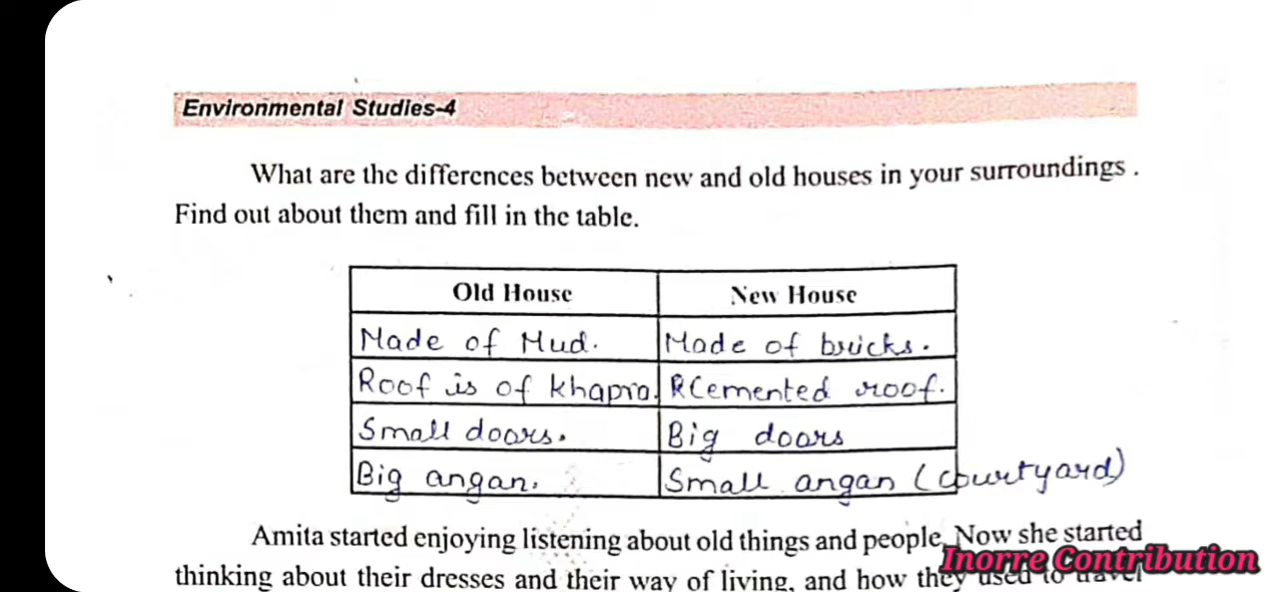 Environmental Studies-4
What are the differences between new and old houses in your surroundings .
Find out about them and fill in the table.
Old House New House
Made of Mud. Made of bricks.
Roof is of khapra. RCemented roof.
Small doors. Big doors
Big angan. Small angan (courtyard)
Amita started enjoying listening about old things and people. Now she started
thinking about their dresses and their way of living, and how they used to travel
Inorre Contribution